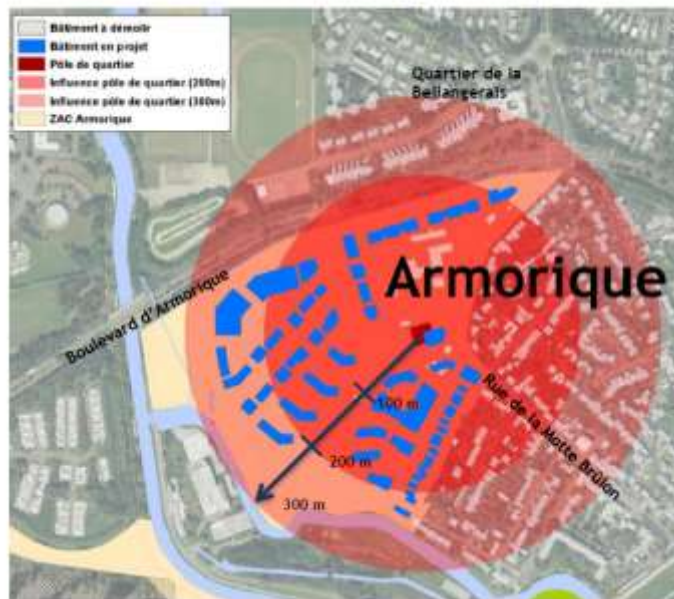 Bâtiment à démolir
Bâtiment en projet
Pôle de quartier
Influence pôle de quartier (200m)
Influence pôle de quartier (300m)
ZAC Armorique
Quartier de la
Bellangerais
Boulevard d'Armorique
Armorique
Rue de la Motte Brûlon
100 m
200 m
300 m